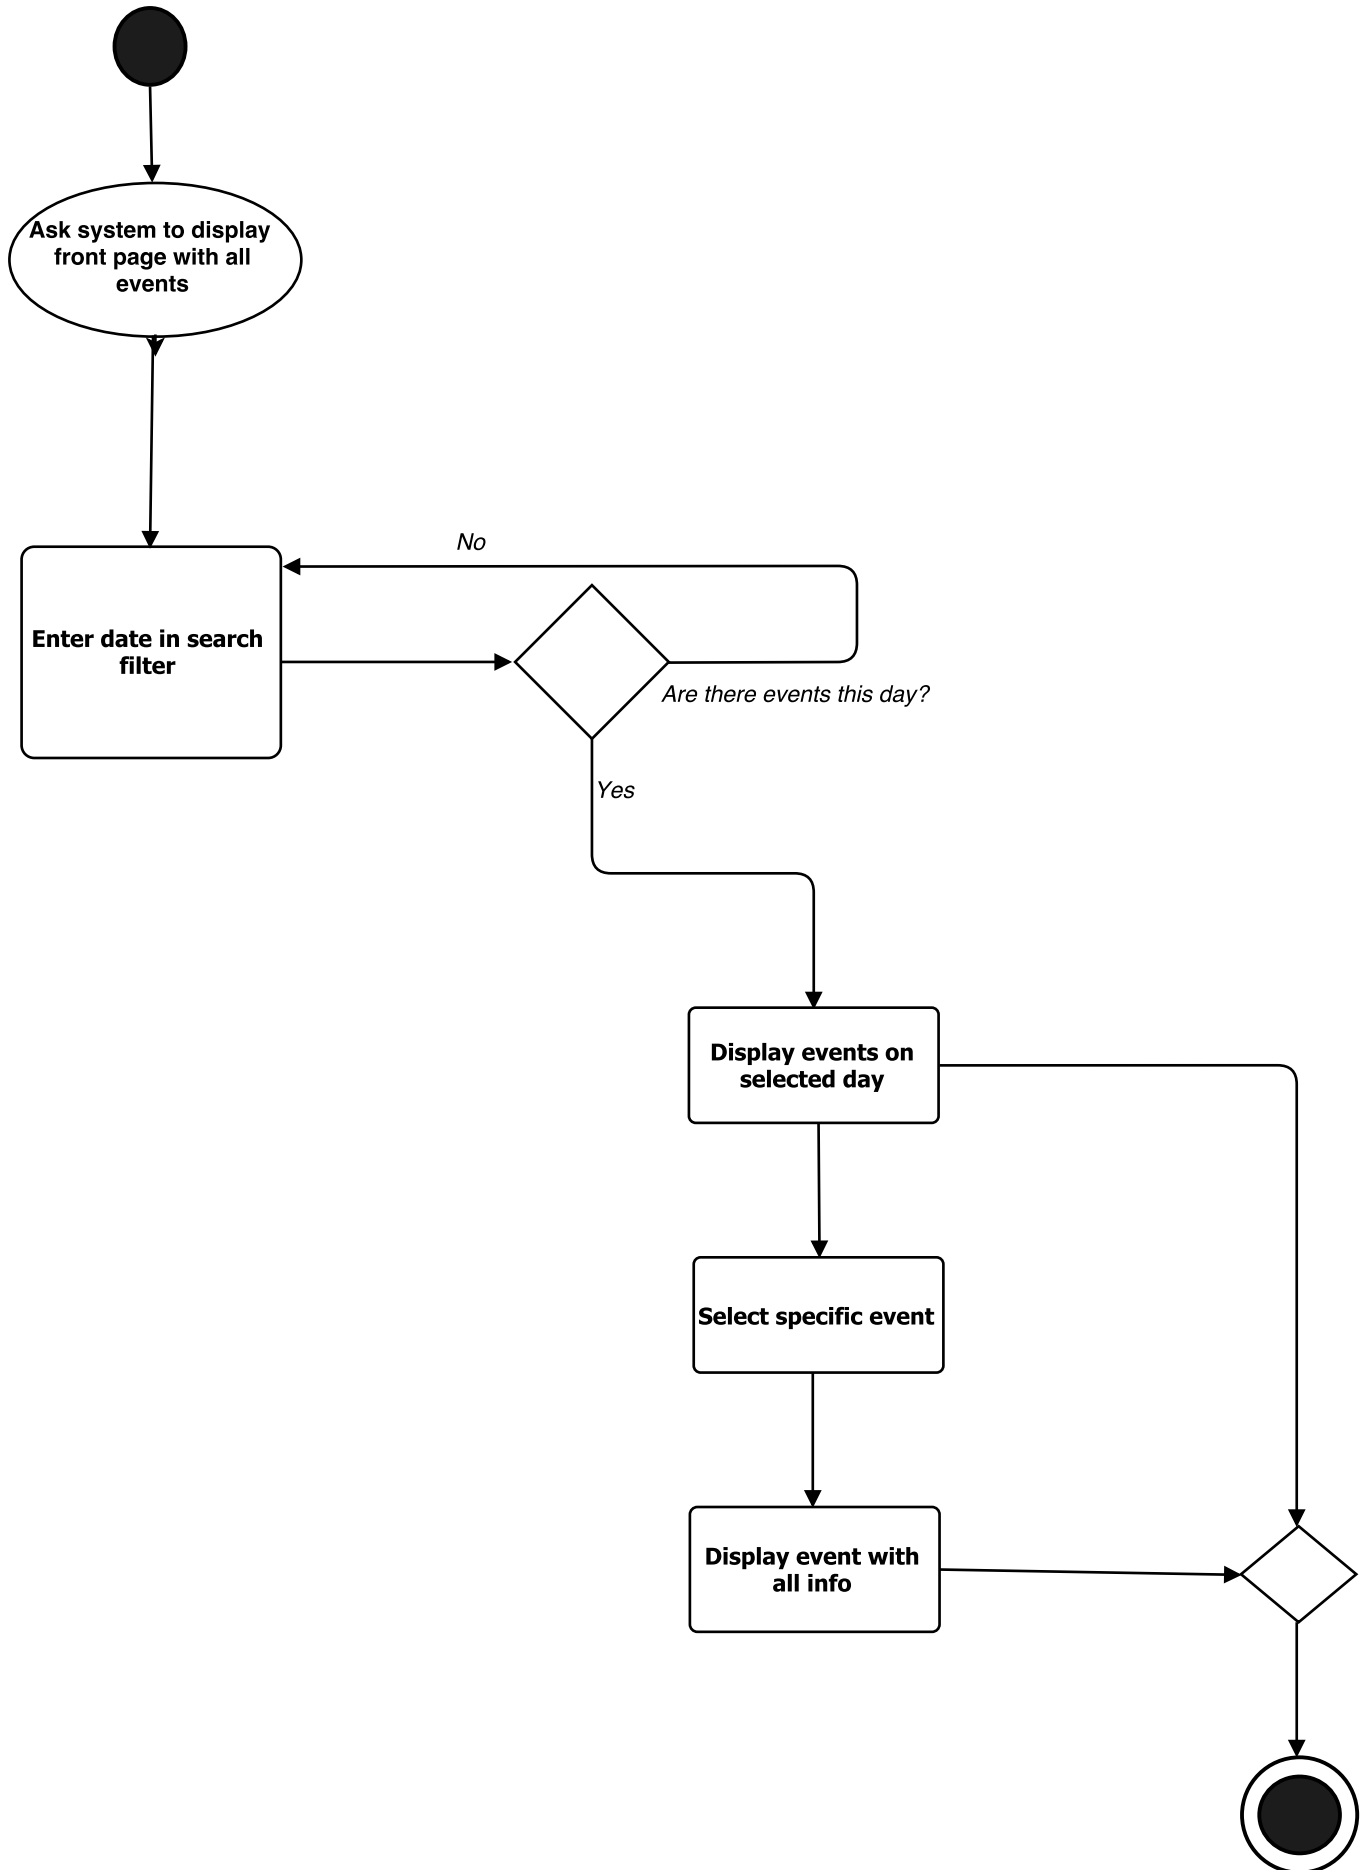 Ask system to display
front page with all
events
No
Enter date in search
filter
Are there events this day?
Yes
Display events on
selected day
Select specific event
Display event with
all info